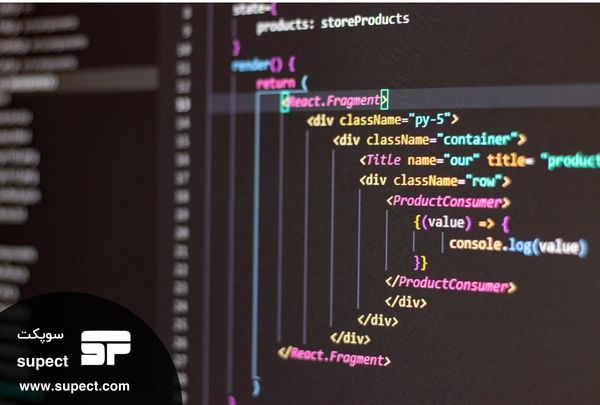 state={
products: storeProducts
}
render() {
return (
<React.Fragment>
<div className="py-5">
<div className="container">
<Title name="our" title= "product
<div className="row">
<ProductConsumer>
{(value) => {
console.log(value)
}}
</ProductConsumer>
</div>
</div>
</div>
</React.Fragment>
)
}
سوپکت
supect
SP
www.supect.com